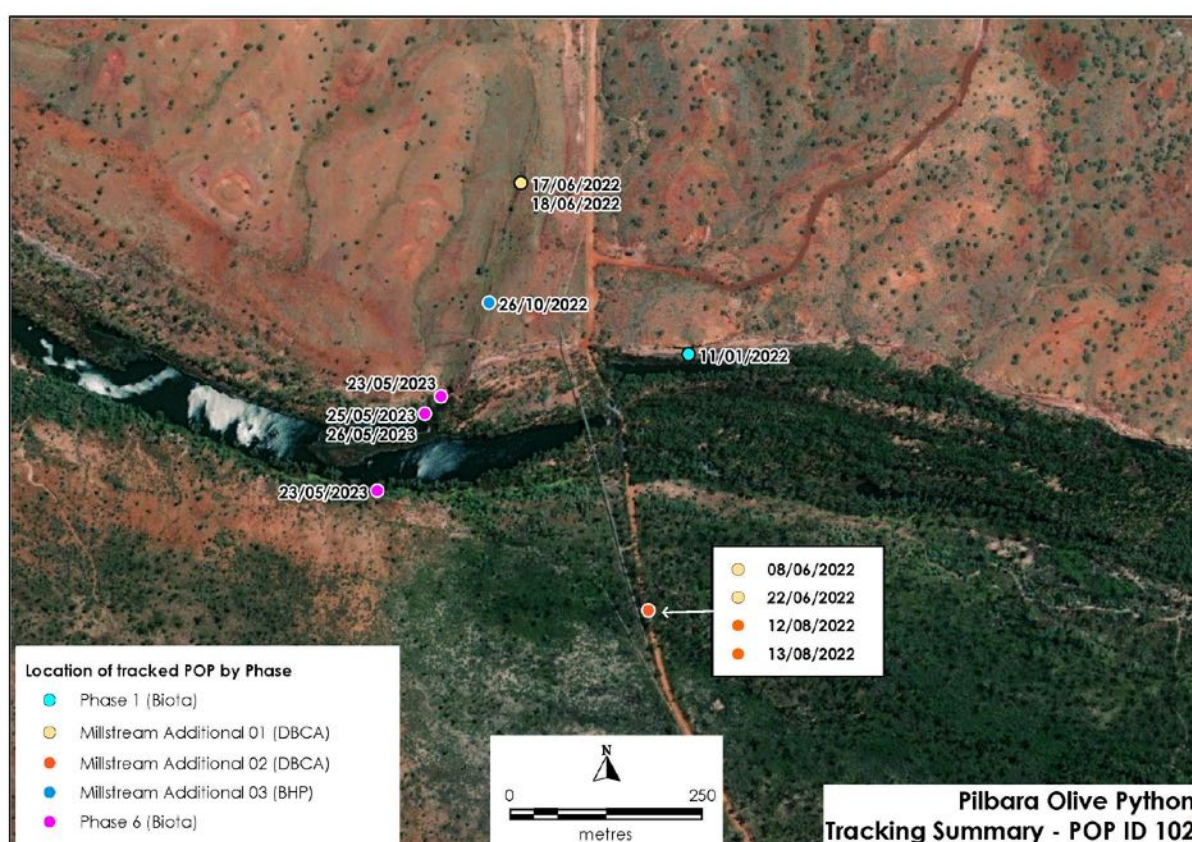 17/06/2022
18/06/2022
26/10/2022
11/01/2022
23/05/2023
25/05/2023
26/05/2023
23/05/2023
08/06/2022
22/06/2022
12/08/2022
13/08/2022
Location of tracked POP by Phase
Phase 1 (Biota)
Millstream Additional 01 (DBCA)
Millstream Additional 02 (DBCA)
Millstream Additional 03 (BHP)
Phase 6 (Biota)
N
0 250
metres
Pilbara Olive Python
Tracking Summary - POP ID 102